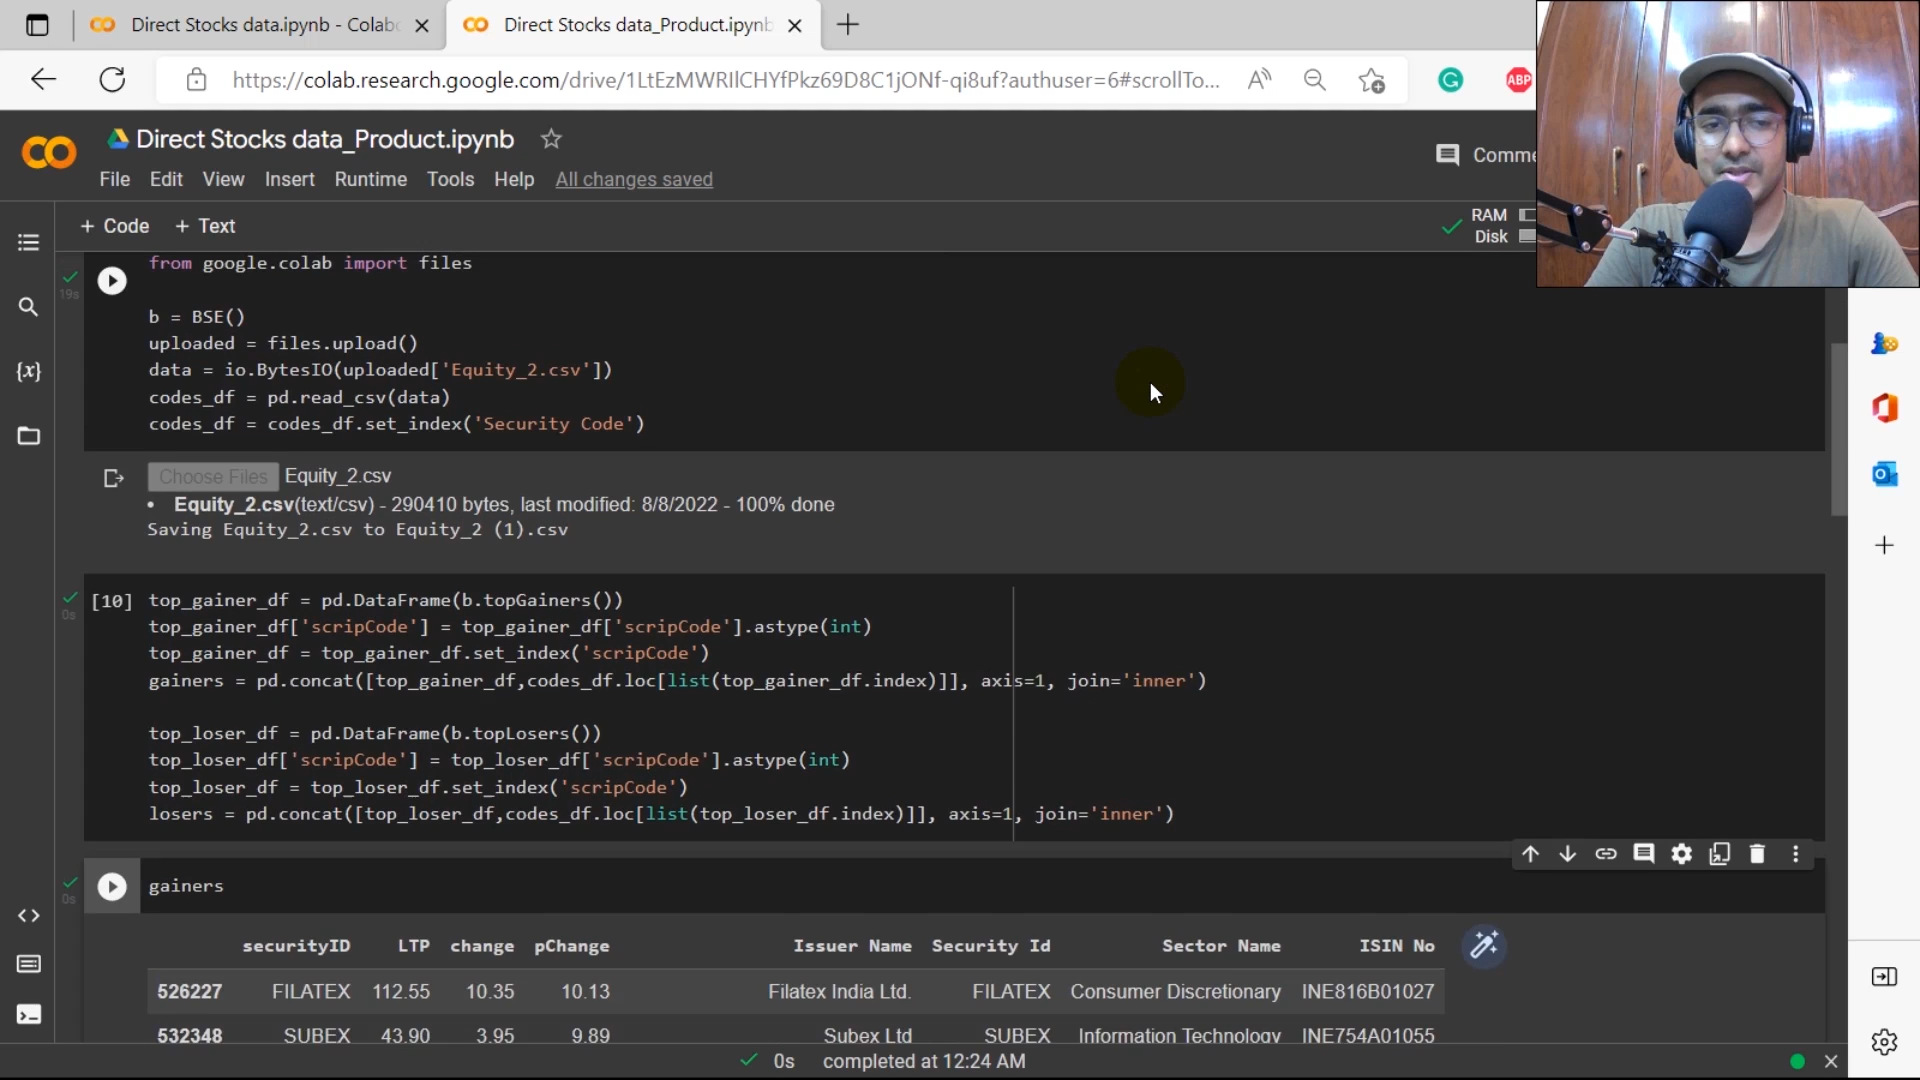 Direct Stocks data.ipynb - Colab
Direct Stocks data_Product.ipynb
https://colab.research.google.com/drive/1LtEzMWRIlCHYfPkz69D8C1jONf-qi8uf?authuser=6#scrollTo...
ABP
Direct Stocks data_Product.ipynb
Comme
File Edit View Insert Runtime Tools Help All changes saved
+ Code + Text
RAM
Disk
from google.colab import files
19s
b = BSE()
uploaded = files.upload()
data = io.BytesIO(uploaded['Equity_2.csv'])
codes_df = pd.read_csv(data)
codes_df = codes_df.set_index('Security Code')
Choose Files Equity_2.csv
• Equity_2.csv(text/csv) - 290410 bytes, last modified: 8/8/2022 - 100% done
Saving Equity_2.csv to Equity_2 (1).csv
0s
[10] top_gainer_df = pd.DataFrame(b.topGainers())
top_gainer_df['scripCode'] = top_gainer_df['scripCode'].astype(int)
top_gainer_df = top_gainer_df.set_index('scripCode')
gainers = pd.concat([top_gainer_df,codes_df.loc[list(top_gainer_df.index)]], axis=1, join='inner')
top_loser_df = pd.DataFrame(b.topLosers())
top_loser_df['scripCode'] = top_loser_df['scripCode'].astype(int)
top_loser_df = top_loser_df.set_index('scripCode')
losers = pd.concat([top_loser_df,codes_df.loc[list(top_loser_df.index)]], axis=1, join='inner')
0s
gainers
securityID LTP change pChange Issuer Name Security Id Sector Name ISIN No
526227 FILATEX 112.55 10.35 10.13 Filatex India Ltd. FILATEX Consumer Discretionary INE816B01027
532348 SUBEX 43.90 3.95 9.89 Subex Ltd SUBEX Information Technology INE754A01055
0s completed at 12:24 AM